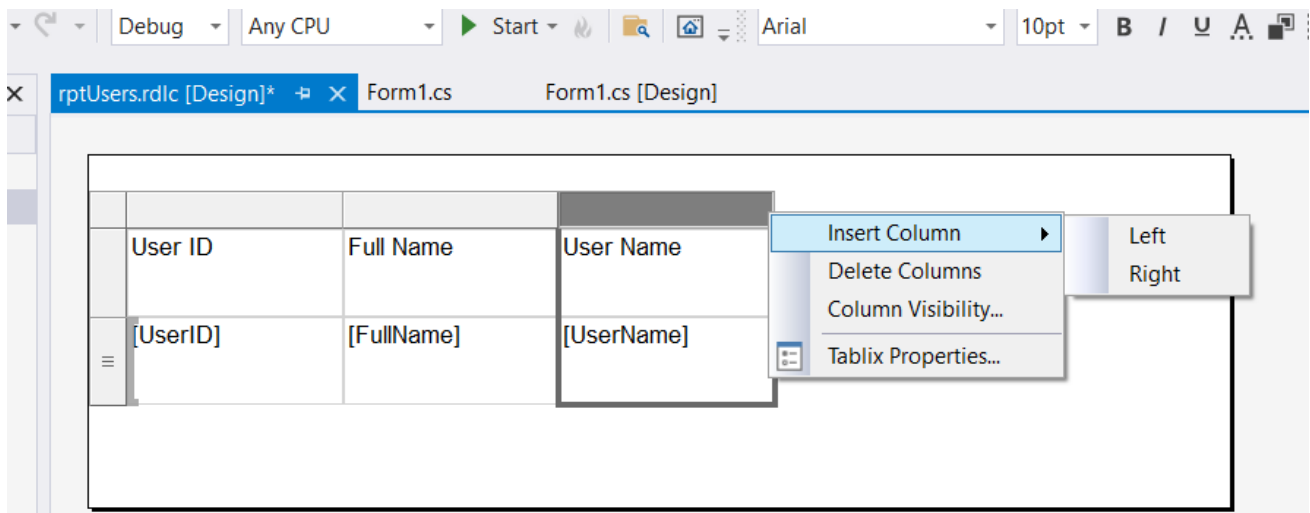 Debug Any CPU Start Arial 10pt B I U A
rptUsers.rdlc [Design]* Form1.cs Form1.cs [Design]
Insert Column Left
User ID Full Name User Name
Delete Columns Right
Column Visibility...
[UserID] [FullName] [UserName]
Tablix Properties...